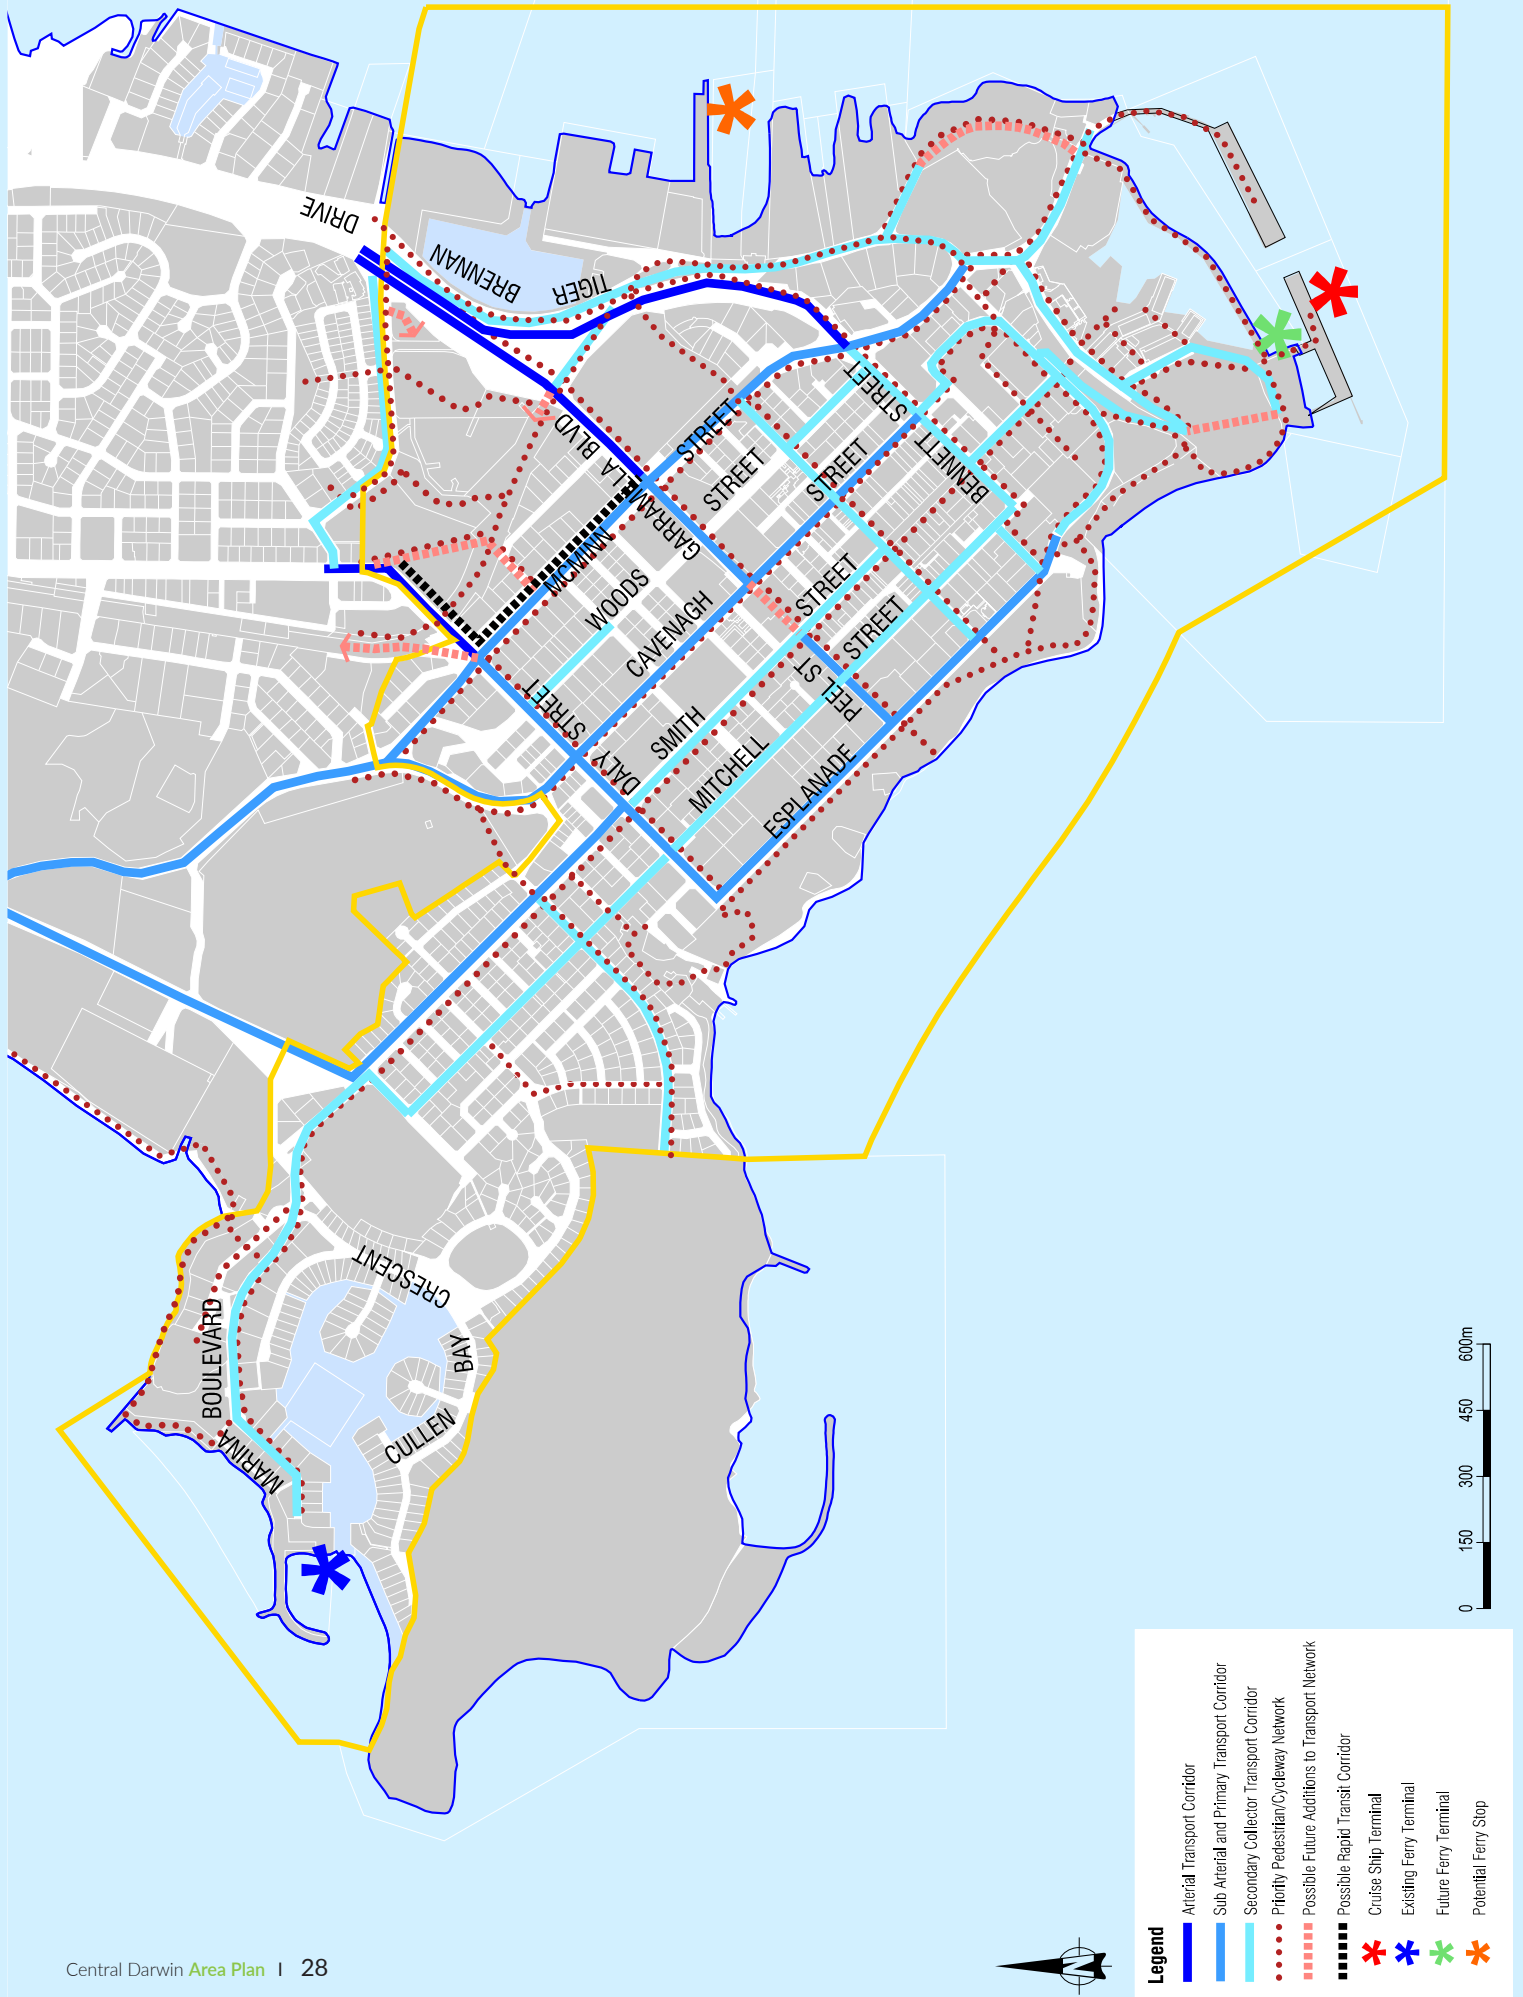 DRIVE
BRENNAN
TIGER
STREET
BENNETT
GARRAMILLA BLVD
STREET
STREET
STREET
STREET
STREET
MCMINN
WOODS
CAVENAGH
STREET
DALY
SMITH
MITCHELL
PEEL ST
ESPLANADE
CRESCENT
BAY
CULLEN
BOULEVARD
MARINA
0 150 300 450 600m
Legend
Arterial Transport Corridor
Sub Arterial and Primary Transport Corridor
Secondary Collector Transport Corridor
Priority Pedestrian/Cycleway Network
Possible Future Additions to Transport Network
Possible Rapid Transit Corridor
Cruise Ship Terminal
Existing Ferry Terminal
Future Ferry Terminal
Potential Ferry Stop
Central Darwin Area Plan I 28